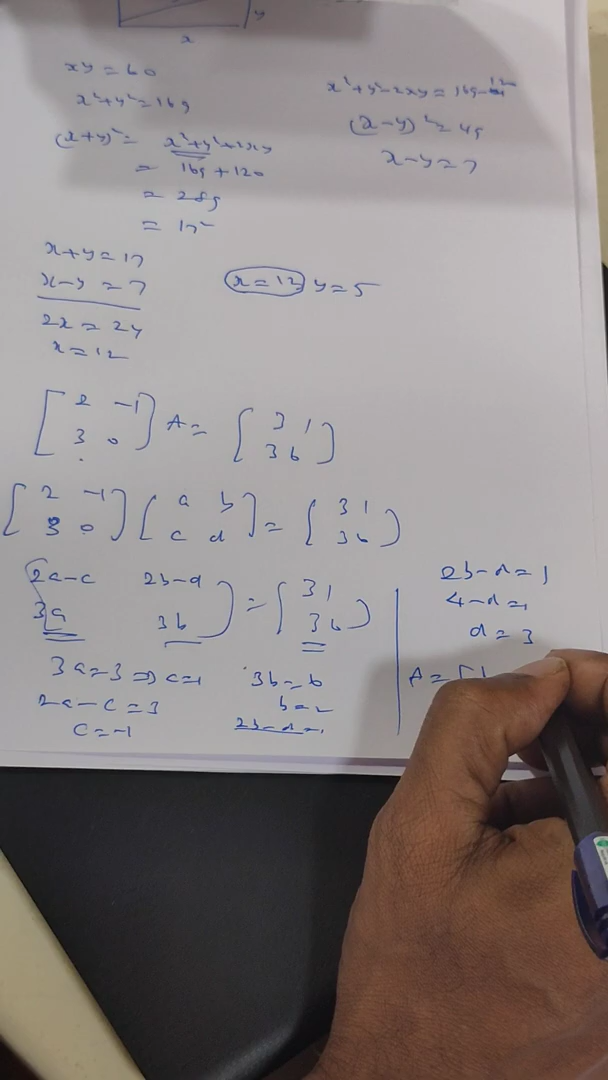 y
x
xy = 60
x²+y² = 169
(x+y)² = x²+y²+2xy
= 169 + 120
= 289
= 17²
x²+y²-2xy = 169-120
(x-y)² = 49
x-y = 7
x+y = 17
x-y = 7
2x = 24
x = 12
x = 12, y = 5
[2 -1
3 0] A = [3 1
3 6]
[2 -1
3 0] [a b
c d] = [3 1
3 6]
[2a-c 2b-d
3a 3b] = [3 1
3 6]
3a = 3 ⇒ a = 1
2a - c = 3
c = -1
3b = 6
b = 2
2b-d = 1
2b-d = 1
4-d = 1
d = 3
A = [1